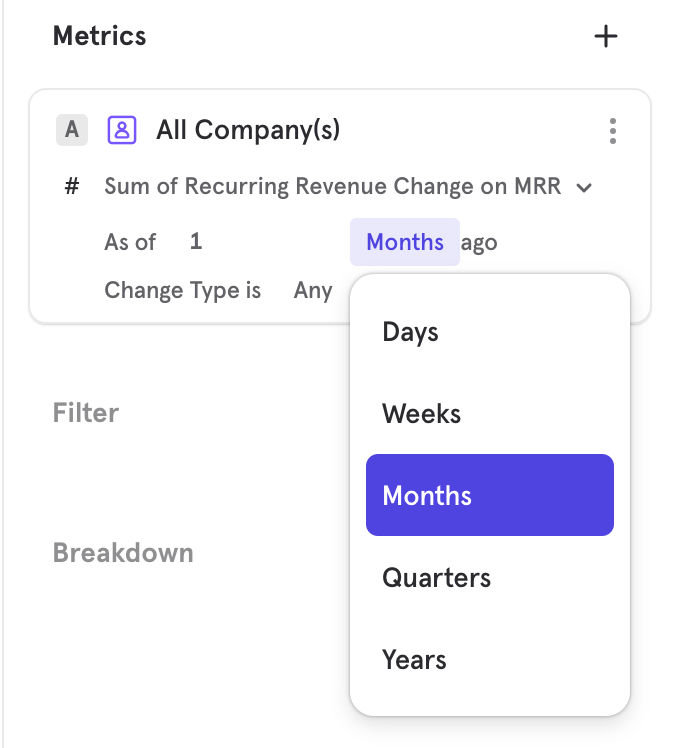 Metrics
A All Company(s)
# Sum of Recurring Revenue Change on MRR
As of 1 Months ago
Change Type is Any
Days
Weeks
Months
Quarters
Years
Filter
Breakdown